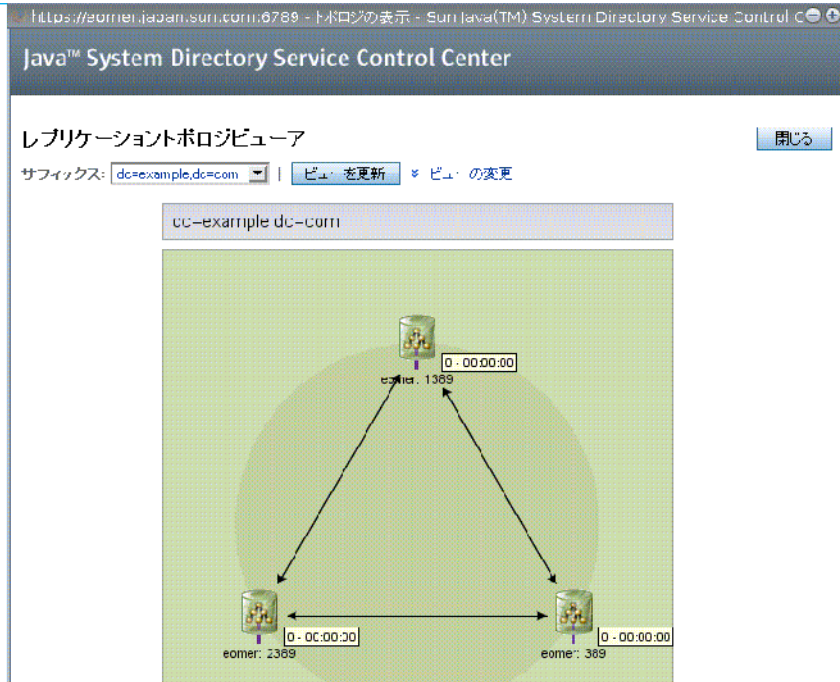 https://eomer.japan.sun.com:6789 - トポロジの表示 - Sun Java(TM) System Directory Service Control C
Java™ System Directory Service Control Center
レプリケーショントポロジビューア
閉じる
サフィックス: dc=example,dc=com | ビューを更新 ビューの変更
dc=example,dc=com
0 - 00:00:00
eomer: 1389
0 - 00:00:00
eomer: 2389
0 - 00:00:00
eomer: 389